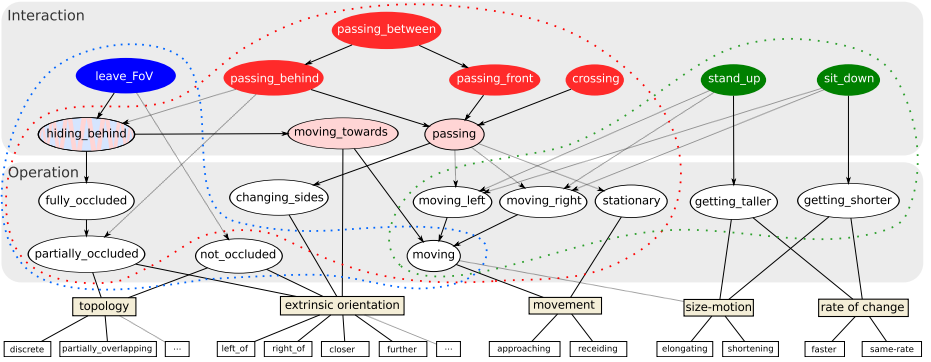 Interaction
passing_between
leave_FoV
passing_behind
passing_front
crossing
stand_up
sit_down
hiding_behind
moving_towards
passing
Operation
fully_occluded
changing_sides
moving_left
moving_right
stationary
getting_taller
getting_shorter
partially_occluded
not_occluded
moving
topology
extrinsic orientation
movement
size-motion
rate of change
discrete
partially_overlapping
...
left_of
right_of
closer
further
...
approaching
receiding
elongating
shortening
faster
same-rate